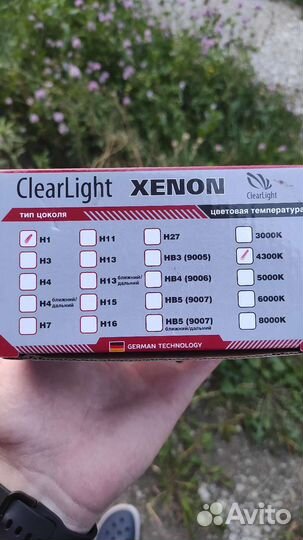 ClearLight XENON ClearLight
тип цоколя цветовая температура
H1 H11 H27 3000K
H3 H13 HB3 (9005) 4300K
H4 H13 ближний/дальний HB4 (9006) 5000K
H4 ближний/дальний H15 HB5 (9007) 6000K
H7 H16 HB5 (9007) ближний/дальний 8000K
GERMAN TECHNOLOGY
Avito